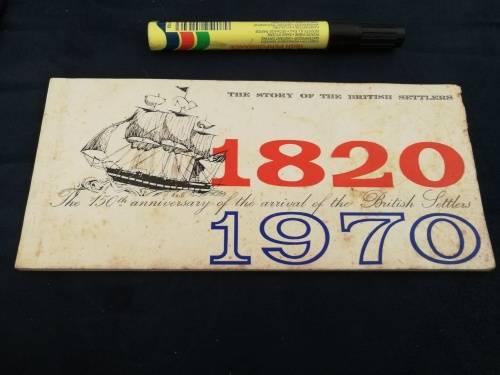 THE STORY OF THE BRITISH SETTLERS
1820
The 150th anniversary of the arrival of the British Settlers
1970